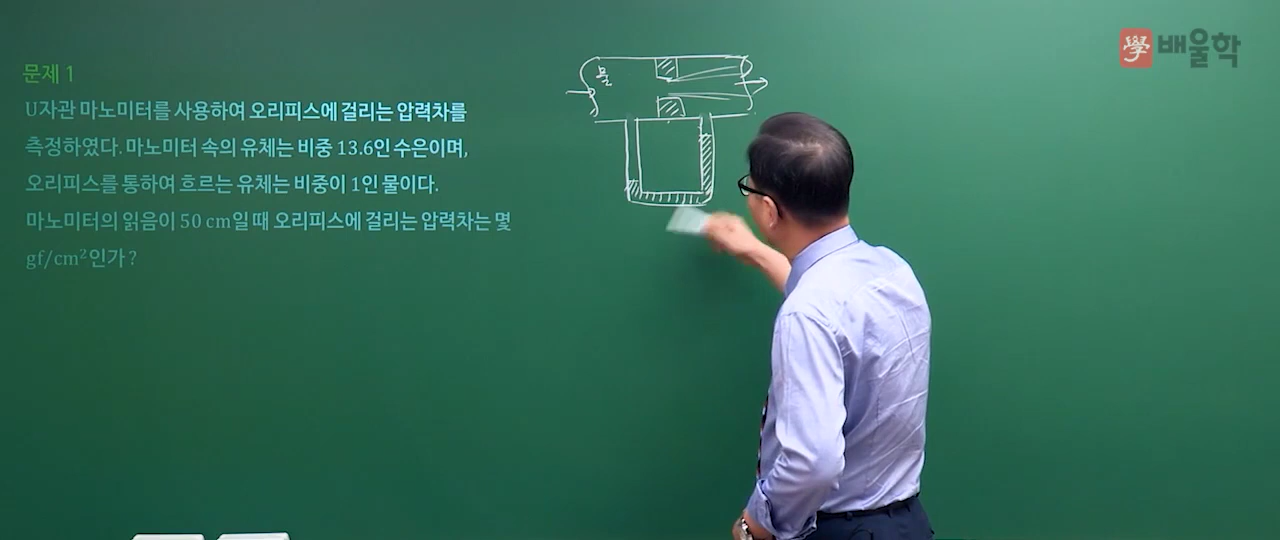 學 배울학
문제 1
U자관 마노미터를 사용하여 오리피스에 걸리는 압력차를
측정하였다. 마노미터 속의 유체는 비중 13.6인 수은이며,
오리피스를 통하여 흐르는 유체는 비중이 1인 물이다.
마노미터의 읽음이 50 cm일 때 오리피스에 걸리는 압력차는 몇
gf/cm²인가?
물